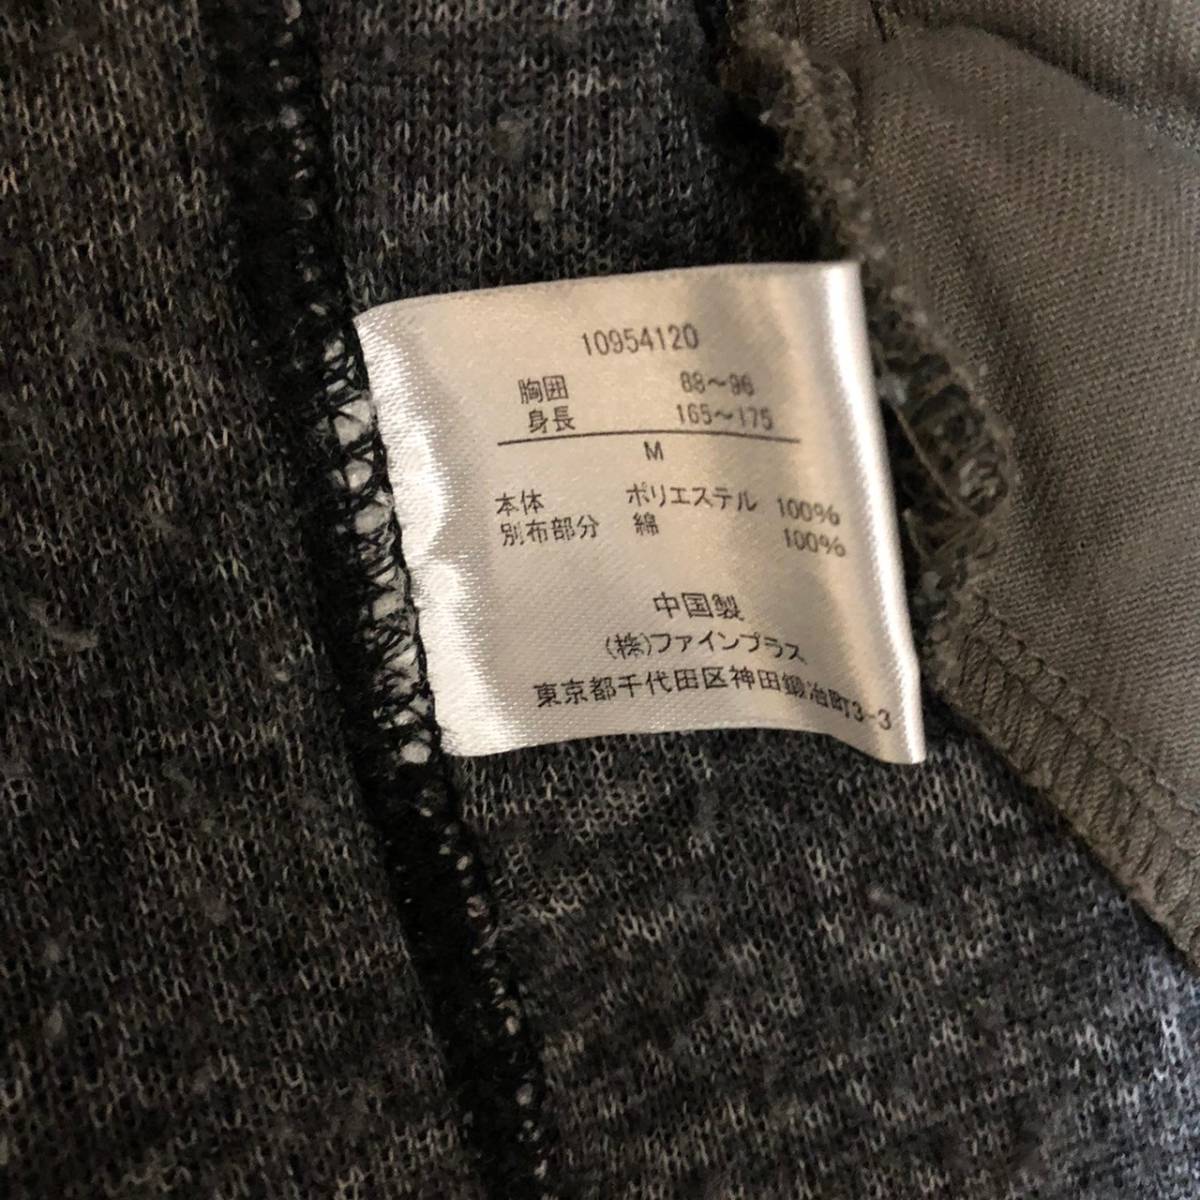 10954120
胸囲 88～96
身長 165～175
M
本体 ポリエステル 100%
別布部分 綿 100%
中国製
(株)ファインプラス
東京都千代田区神田鍛冶町3-3